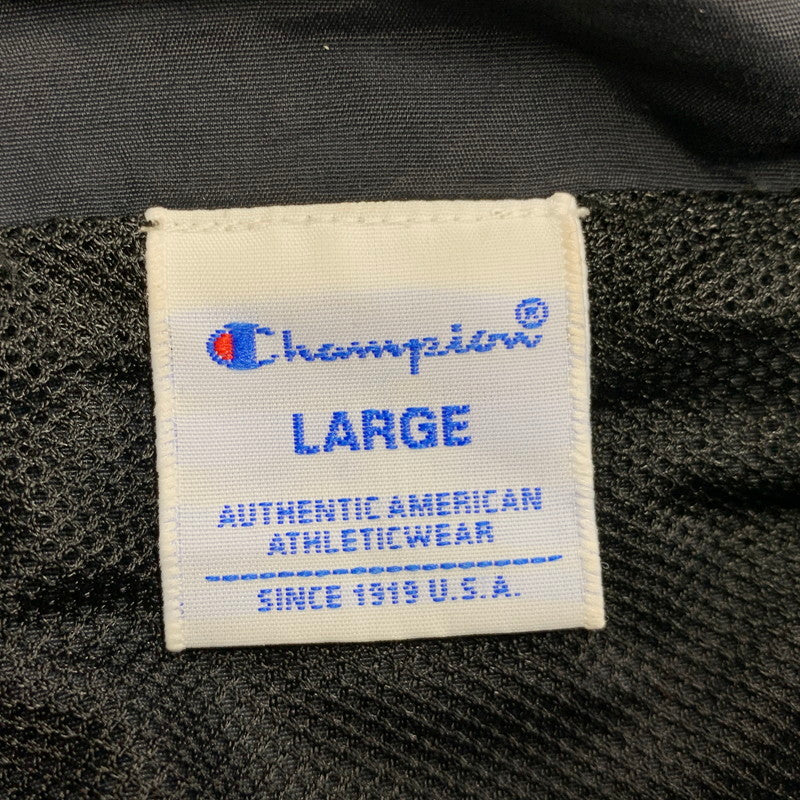 Champion®
LARGE
AUTHENTIC AMERICAN
ATHLETICWEAR
SINCE 1919 U.S.A.